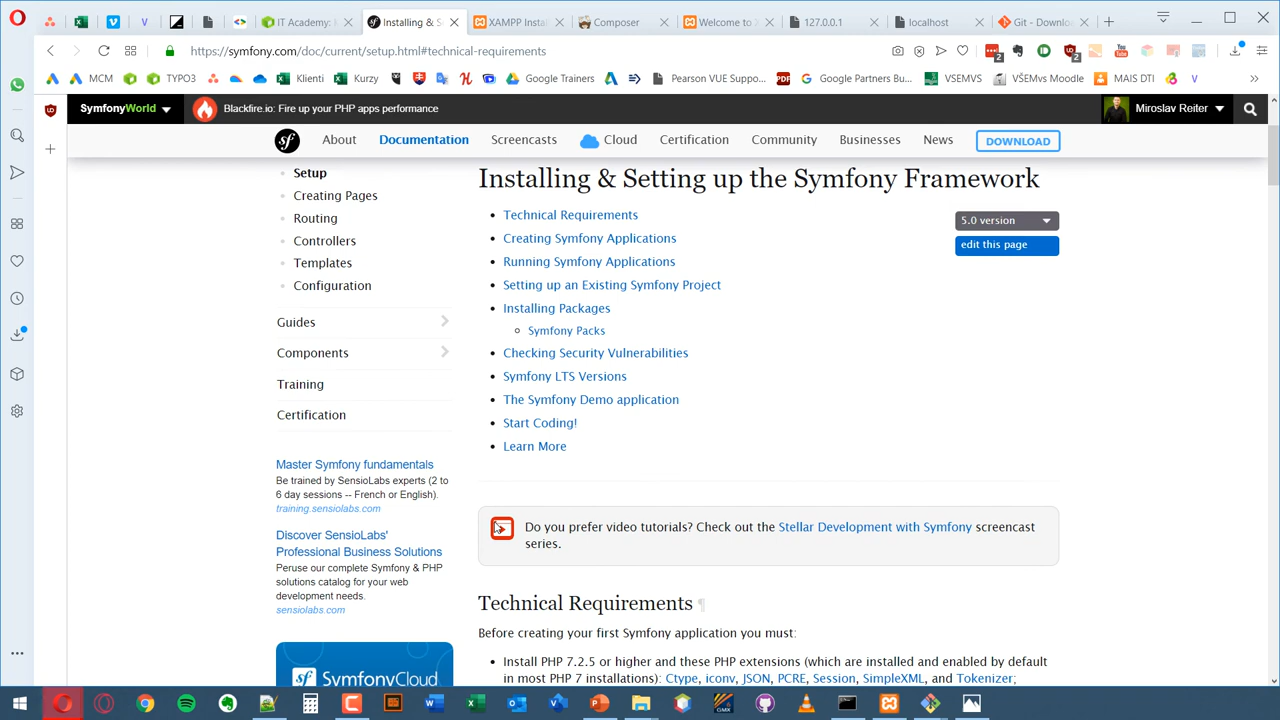 IT Academy:
Installing & S
XAMPP Insta
Composer
Welcome to
127.0.0.1
localhost
Git - Downlo
https://symfony.com/doc/current/setup.html#technical-requirements
2
2
MCM
TYPO3
Klienti
Kurzy
Google Trainers
Pearson VUE Suppo...
PDF
Google Partners Bu...
VSEMVS
VŠEMvs Moodle
MAIS DTI
SymfonyWorld
Blackfire.io: Fire up your PHP apps performance
Miroslav Reiter
sf
About
Documentation
Screencasts
Cloud
Certification
Community
Businesses
News
DOWNLOAD
Setup
Creating Pages
Routing
Controllers
Templates
Configuration
Guides
Components
Training
Certification
Master Symfony fundamentals
Be trained by SensioLabs experts (2 to
6 day sessions -- French or English).
training.sensiolabs.com
Discover SensioLabs'
Professional Business Solutions
Peruse our complete Symfony & PHP
solutions catalog for your web
development needs.
sensiolabs.com
SymfonyCloud
Installing & Setting up the Symfony Framework
5.0 version
edit this page
Technical Requirements
Creating Symfony Applications
Running Symfony Applications
Setting up an Existing Symfony Project
Installing Packages
Symfony Packs
Checking Security Vulnerabilities
Symfony LTS Versions
The Symfony Demo application
Start Coding!
Learn More
Do you prefer video tutorials? Check out the Stellar Development with Symfony screencast
series.
Technical Requirements ¶
Before creating your first Symfony application you must:
Install PHP 7.2.5 or higher and these PHP extensions (which are installed and enabled by default
in most PHP 7 installations): Ctype, iconv, JSON, PCRE, Session, SimpleXML, and Tokenizer;